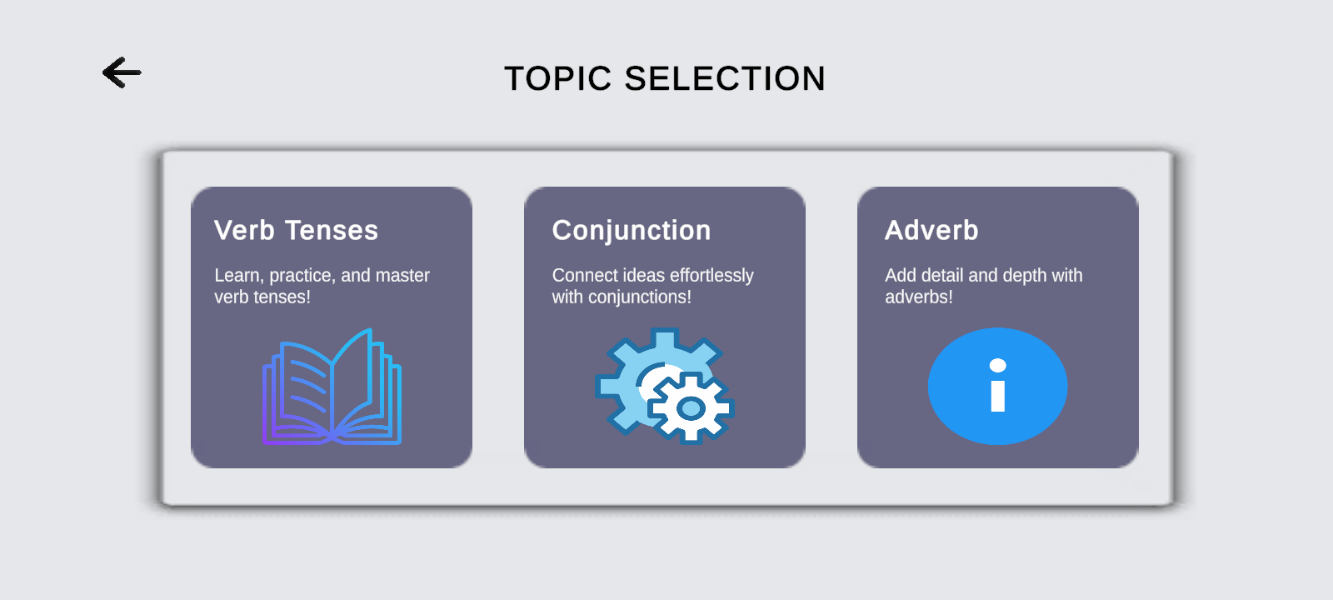 TOPIC SELECTION
Verb Tenses
Learn, practice, and master
verb tenses!
Conjunction
Connect ideas effortlessly
with conjunctions!
Adverb
Add detail and depth with
adverbs!